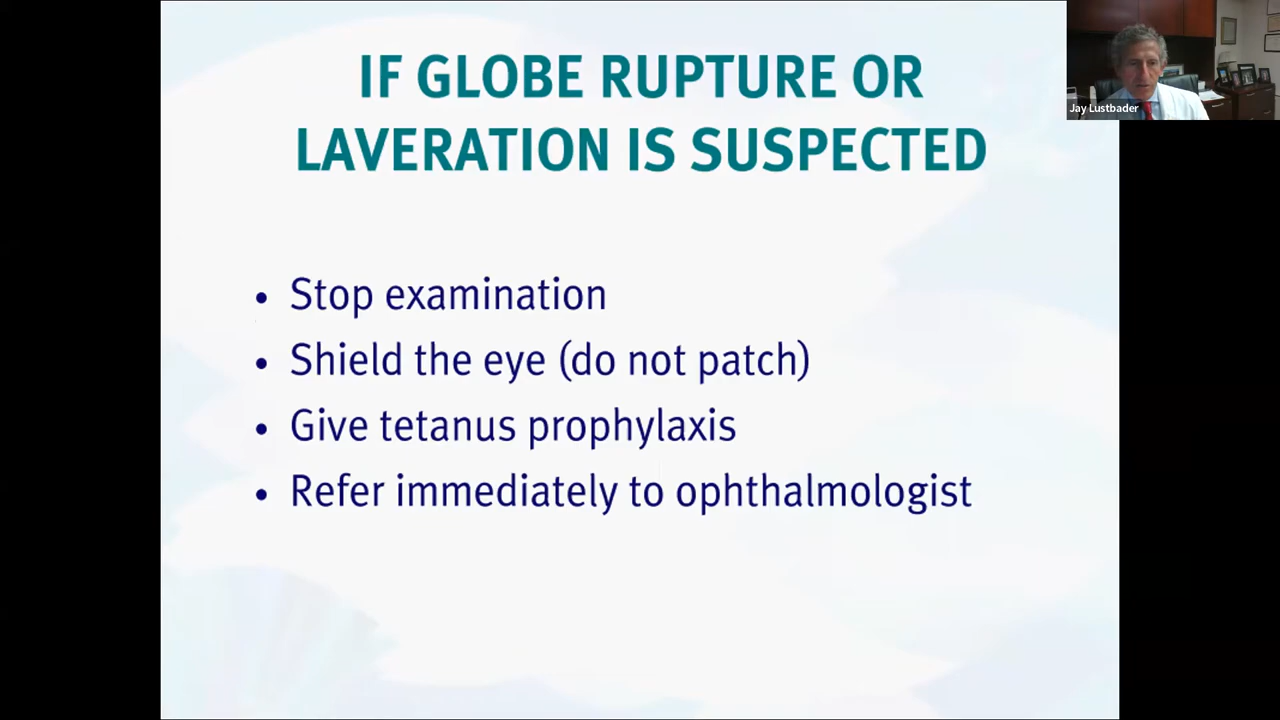 IF GLOBE RUPTURE OR
LAVERATION IS SUSPECTED
• Stop examination
• Shield the eye (do not patch)
• Give tetanus prophylaxis
• Refer immediately to ophthalmologist
Jay Lustbader